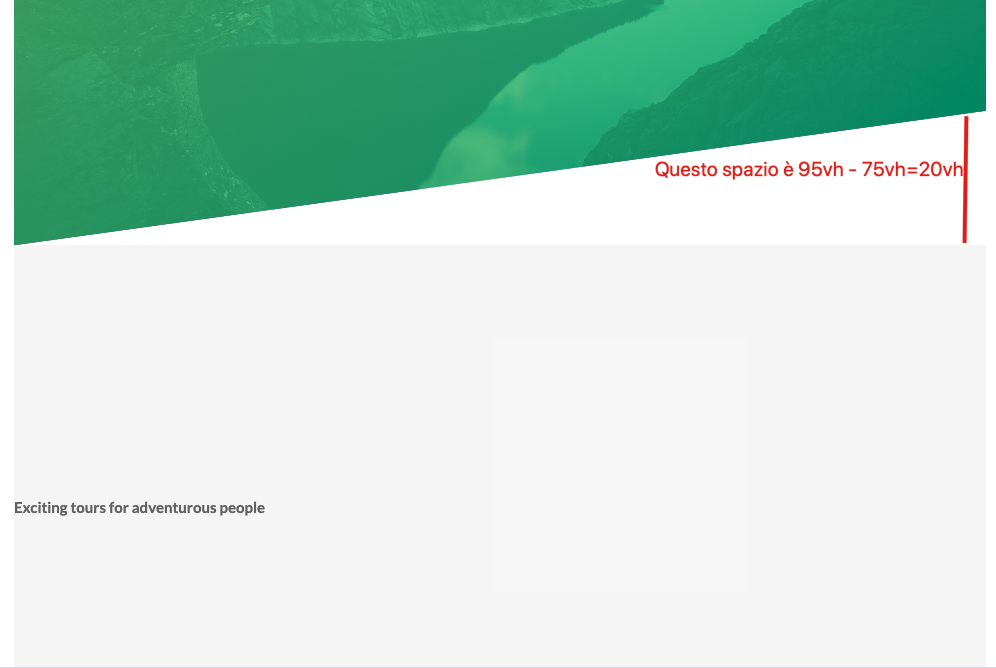 Questo spazio è 95vh - 75vh=20vh
Exciting tours for adventurous people